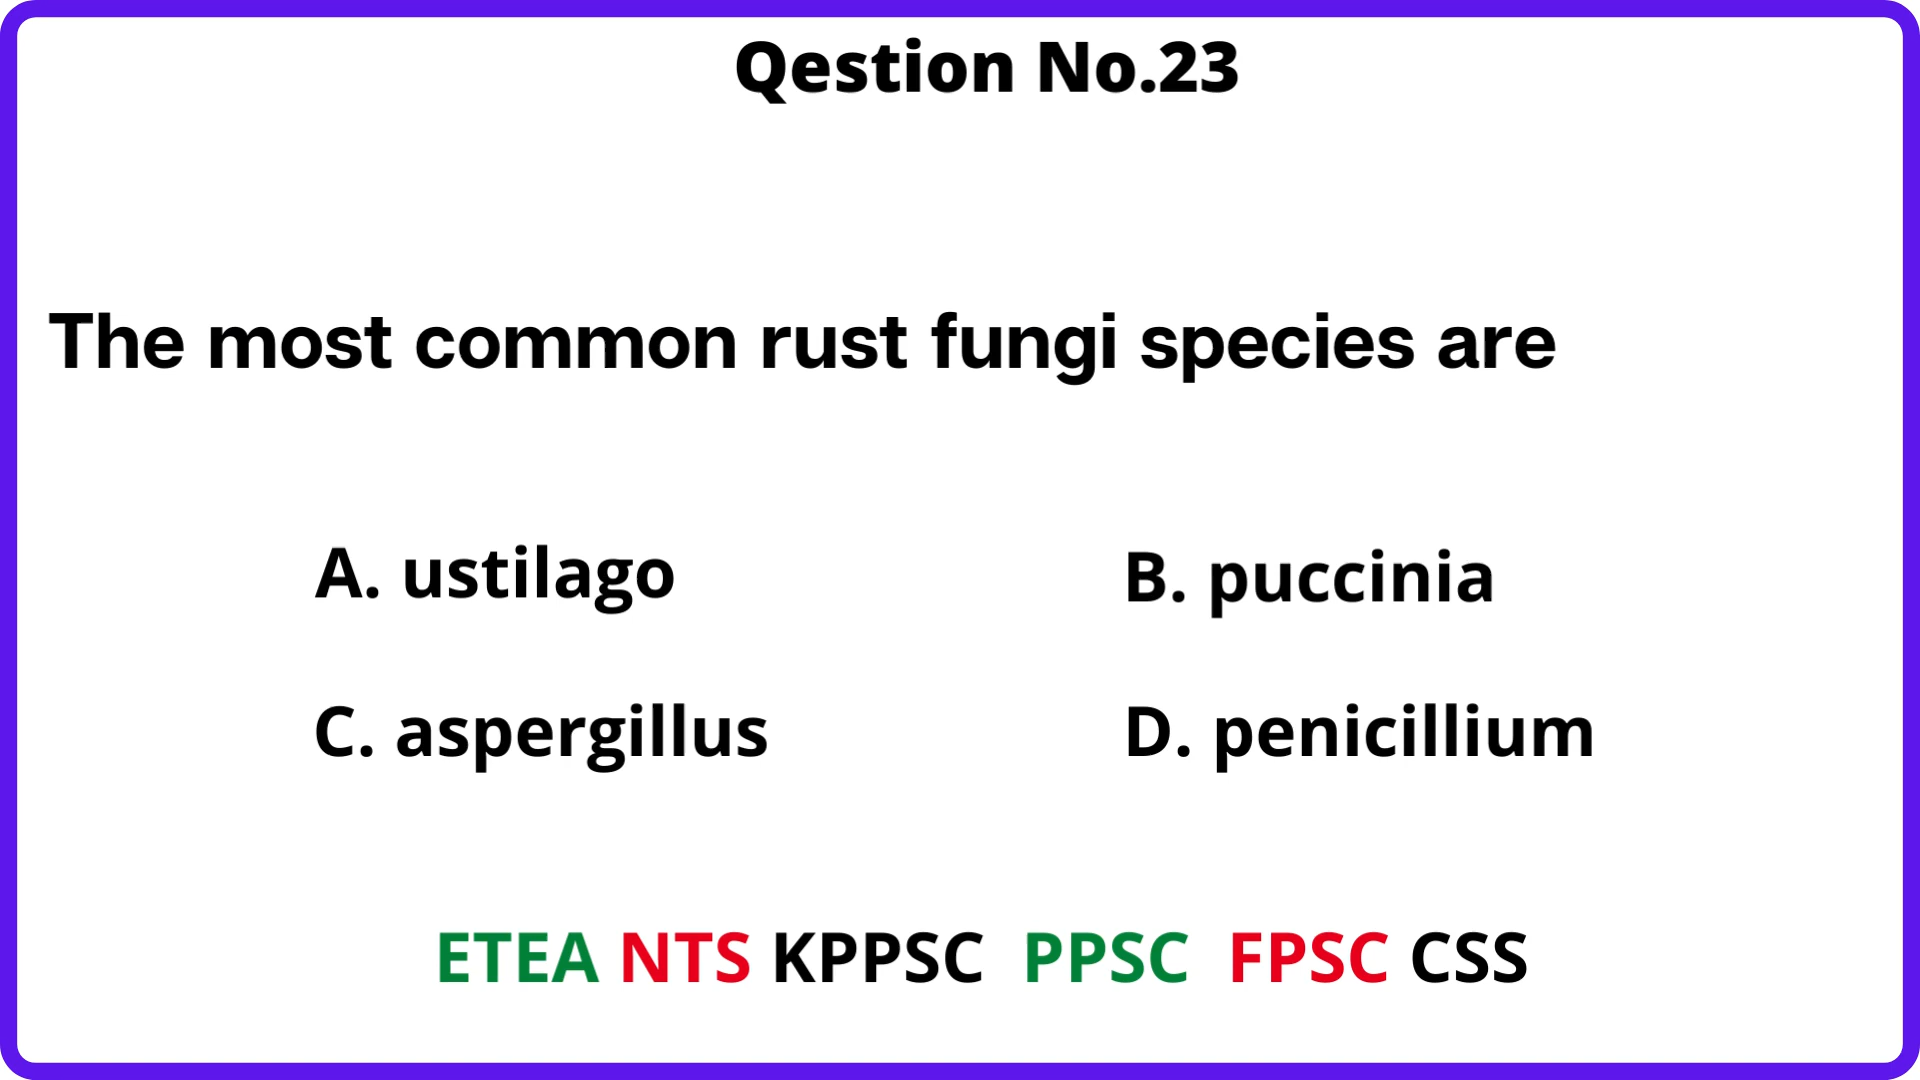 Qestion No.23
The most common rust fungi species are
A. ustilago
B. puccinia
C. aspergillus
D. penicillium
ETEA NTS KPPSC PPSC FPSC CSS